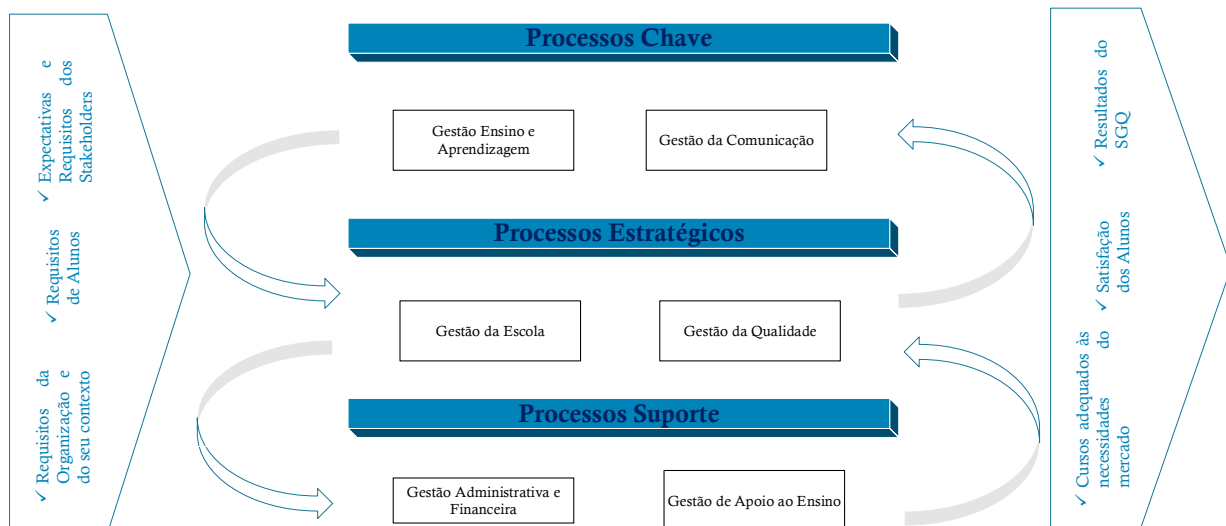 ✓ Expectativas e
Requisitos dos
Stakeholders
✓ Requisitos
de Alunos
✓ Requisitos da
Organização e
do seu contexto
Processos Chave
Gestão Ensino e
Aprendizagem
Gestão da Comunicação
Processos Estratégicos
Gestão da Escola
Gestão da Qualidade
Processos Suporte
Gestão Administrativa e
Financeira
Gestão de Apoio ao Ensino
✓ Resultados do
SGQ
✓ Satisfação
dos Alunos
✓ Cursos adequados às
necessidades do
mercado